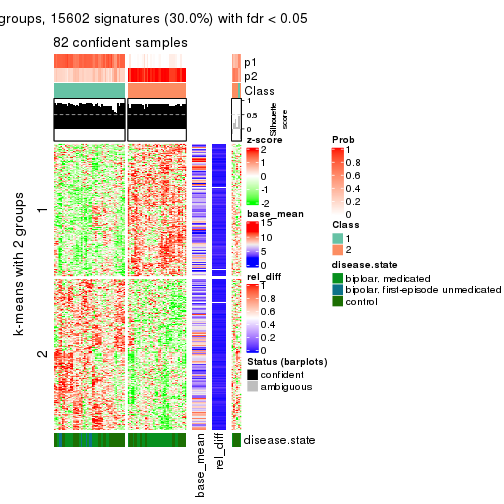 groups, 15602 signatures (30.0%) with fdr < 0.05
82 confident samples
p1
p2
Class
1
0.5
0
Silhouette
score
z-score
2
1
0
-1
-2
base_mean
15
10
5
0
rel_diff
1
0.8
0.6
0.4
0.2
0
Status (barplots)
confident
ambiguous
Prob
1
0.8
0.6
0.4
0.2
0
Class
1
2
disease.state
biploar, medicated
bipolar, first-episode unmedicated
control
k-means with 2 groups
1
2
disease.state
base_mean
rel_diff